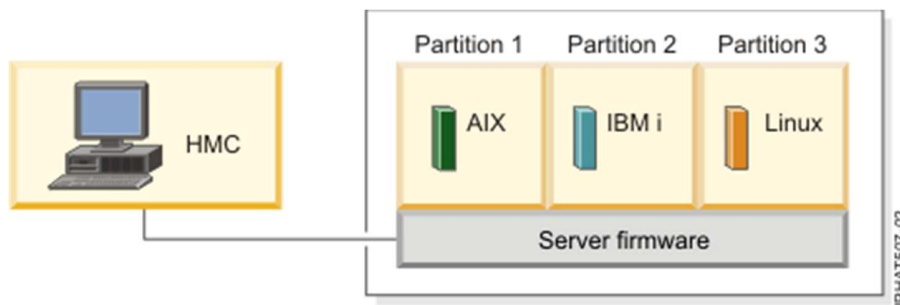 Partition 1 Partition 2 Partition 3
HMC
AIX
IBM i
Linux
Server firmware